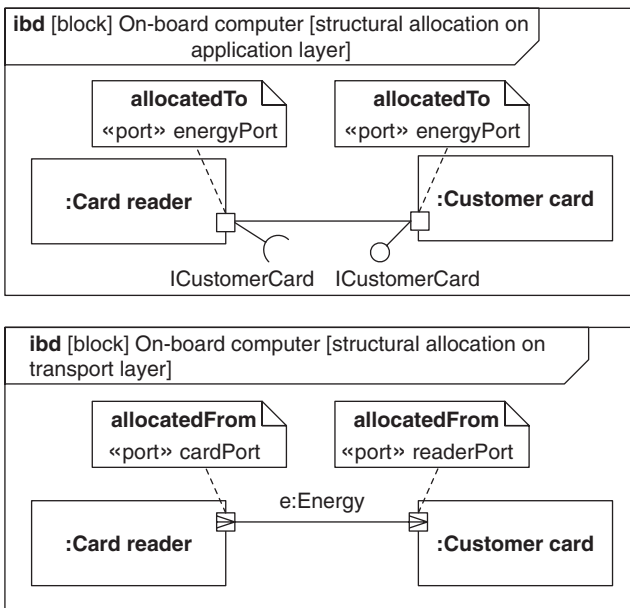 ibd [block] On-board computer [structural allocation on
application layer]
allocatedTo
«port» energyPort
allocatedTo
«port» energyPort
:Card reader
:Customer card
ICustomerCard
ICustomerCard
ibd [block] On-board computer [structural allocation on
transport layer]
allocatedFrom
«port» cardPort
allocatedFrom
«port» readerPort
e:Energy
:Card reader
:Customer card